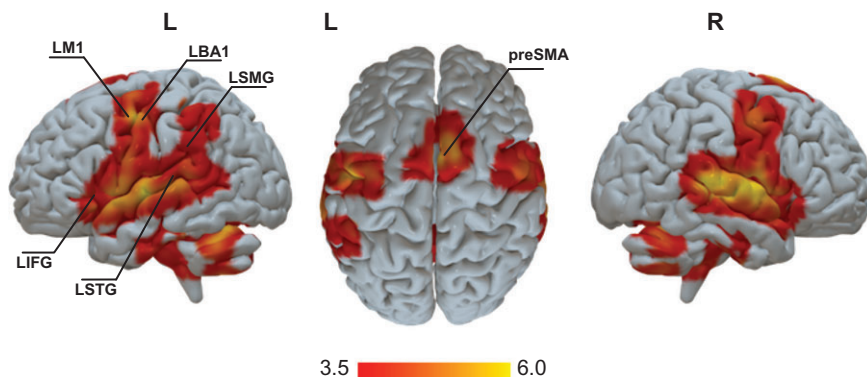 L L R
LM1 LBA1 preSMA
LSMG
LIFG
LSTG
3.5 6.0